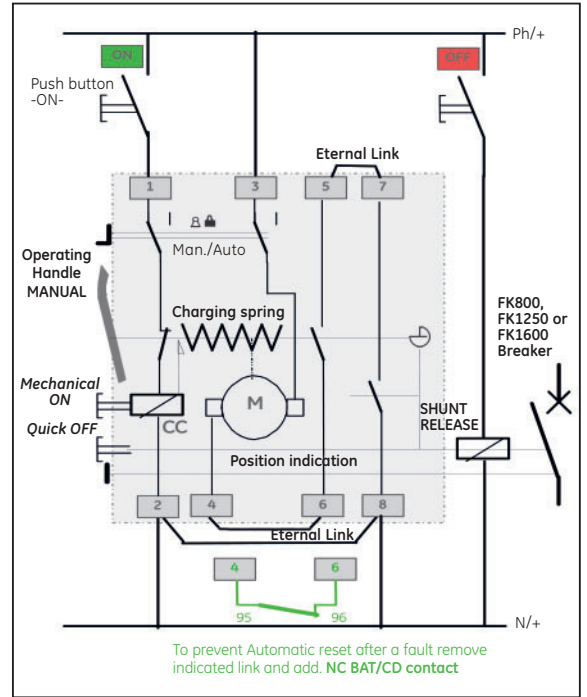 Ph/+
ON
OFF
Push button
-ON-
Eternal Link
1
3
5
7
Man./Auto
Operating
Handle
MANUAL
Charging spring
FK800,
FK1250 or
FK1600
Breaker
Mechanical
ON
M
CC
SHUNT
RELEASE
Quick OFF
Position indication
2
4
6
8
Eternal Link
4
6
95
96
N/+
To prevent Automatic reset after a fault remove
indicated link and add. NC BAT/CD contact